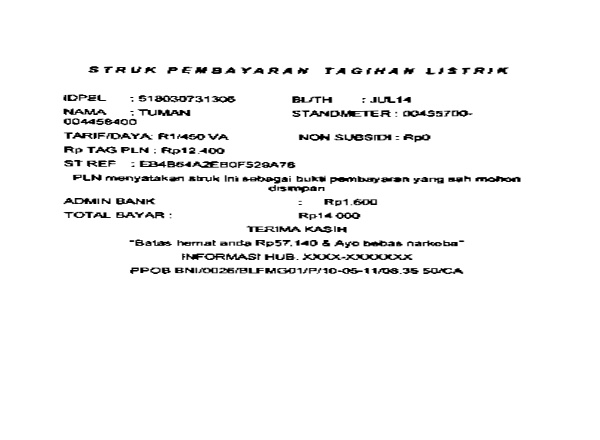 STRUK PEMBAYARAN TAGIHAN LISTRIK
IDPEL : 518030731306 BL/TH : JUL14
NAMA : TUMAN STANDMETER : 00455700-
004456400
TARIF/DAYA: R1/450 VA NON SUBSIDI : Rp0
Rp TAG PLN : Rp12.400
ST REF : EB4B64A2EB0F529A76
PLN menyatakan struk ini sebagai bukti pembayaran yang sah mohon
disimpan
ADMIN BANK : Rp1.600
TOTAL BAYAR : Rp14.000
TERIMA KASIH
"Batas hemat anda Rp57.140 & Ayo bebas narkoba"
INFORMASI HUB. XXXX-XXXXXXX
PPOB BNI/0026/BLFMG01/P/10-05-11/08.35 50/CA